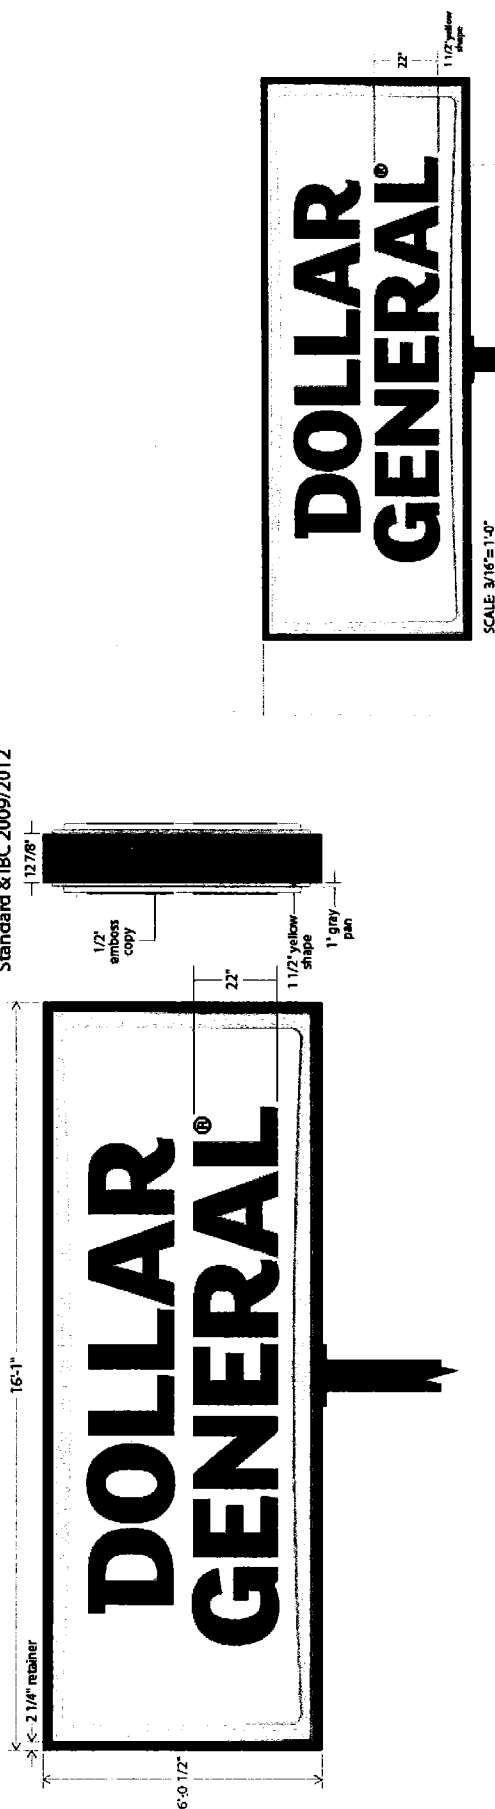 16'-1"
2 1/4" retainer
6'-0 1/2"
DOLLAR
GENERAL®
22"
1 1/2" yellow
shape
Standard & IBC 2009/2012
12 7/8"
1/2"
emboss
copy
1" gray
pan
DOLLAR
GENERAL®
22"
1 1/2" yellow
shape
SCALE: 3/16"= 1'-0"